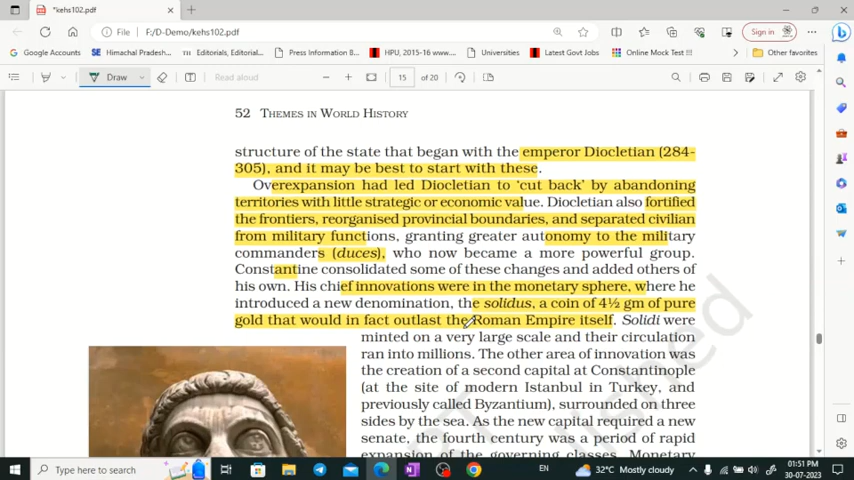 *kehs102.pdf
File
F:/D-Demo/kehs102.pdf
Sign in
Google Accounts
Himachal Pradesh...
Editorials, Editorial...
Press Information B...
HPU, 2015-16 www....
Universities
Latest Govt Jobs
Online Mock Test !!!
Other favorites
Draw
Read aloud
15
of 20
52 THEMES IN WORLD HISTORY
structure of the state that began with the emperor Diocletian (284-
305), and it may be best to start with these.
Overexpansion had led Diocletian to 'cut back' by abandoning
territories with little strategic or economic value. Diocletian also fortified
the frontiers, reorganised provincial boundaries, and separated civilian
from military functions, granting greater autonomy to the military
commanders (duces), who now became a more powerful group.
Constantine consolidated some of these changes and added others of
his own. His chief innovations were in the monetary sphere, where he
introduced a new denomination, the solidus, a coin of 4½ gm of pure
gold that would in fact outlast the Roman Empire itself. Solidi were
minted on a very large scale and their circulation
ran into millions. The other area of innovation was
the creation of a second capital at Constantinople
(at the site of modern Istanbul in Turkey, and
previously called Byzantium), surrounded on three
sides by the sea. As the new capital required a new
senate, the fourth century was a period of rapid
expansion of the governing classes. Monetary
Type here to search
32°C Mostly cloudy
EN
01:51 PM
30-07-2023